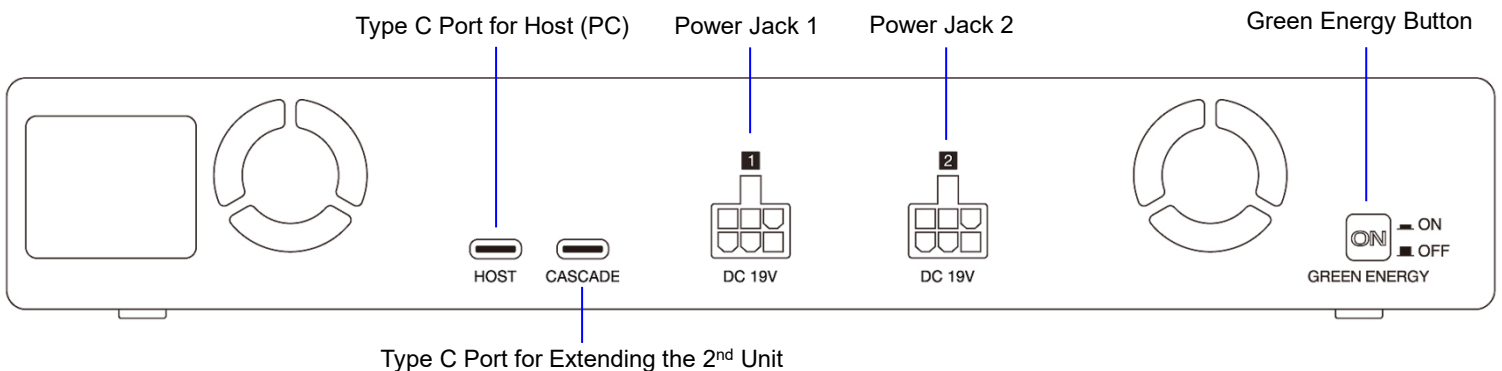 Type C Port for Host (PC)
Power Jack 1
Power Jack 2
Green Energy Button
1
2
ON
ON
OFF
HOST
CASCADE
DC 19V
DC 19V
GREEN ENERGY
Type C Port for Extending the 2nd Unit